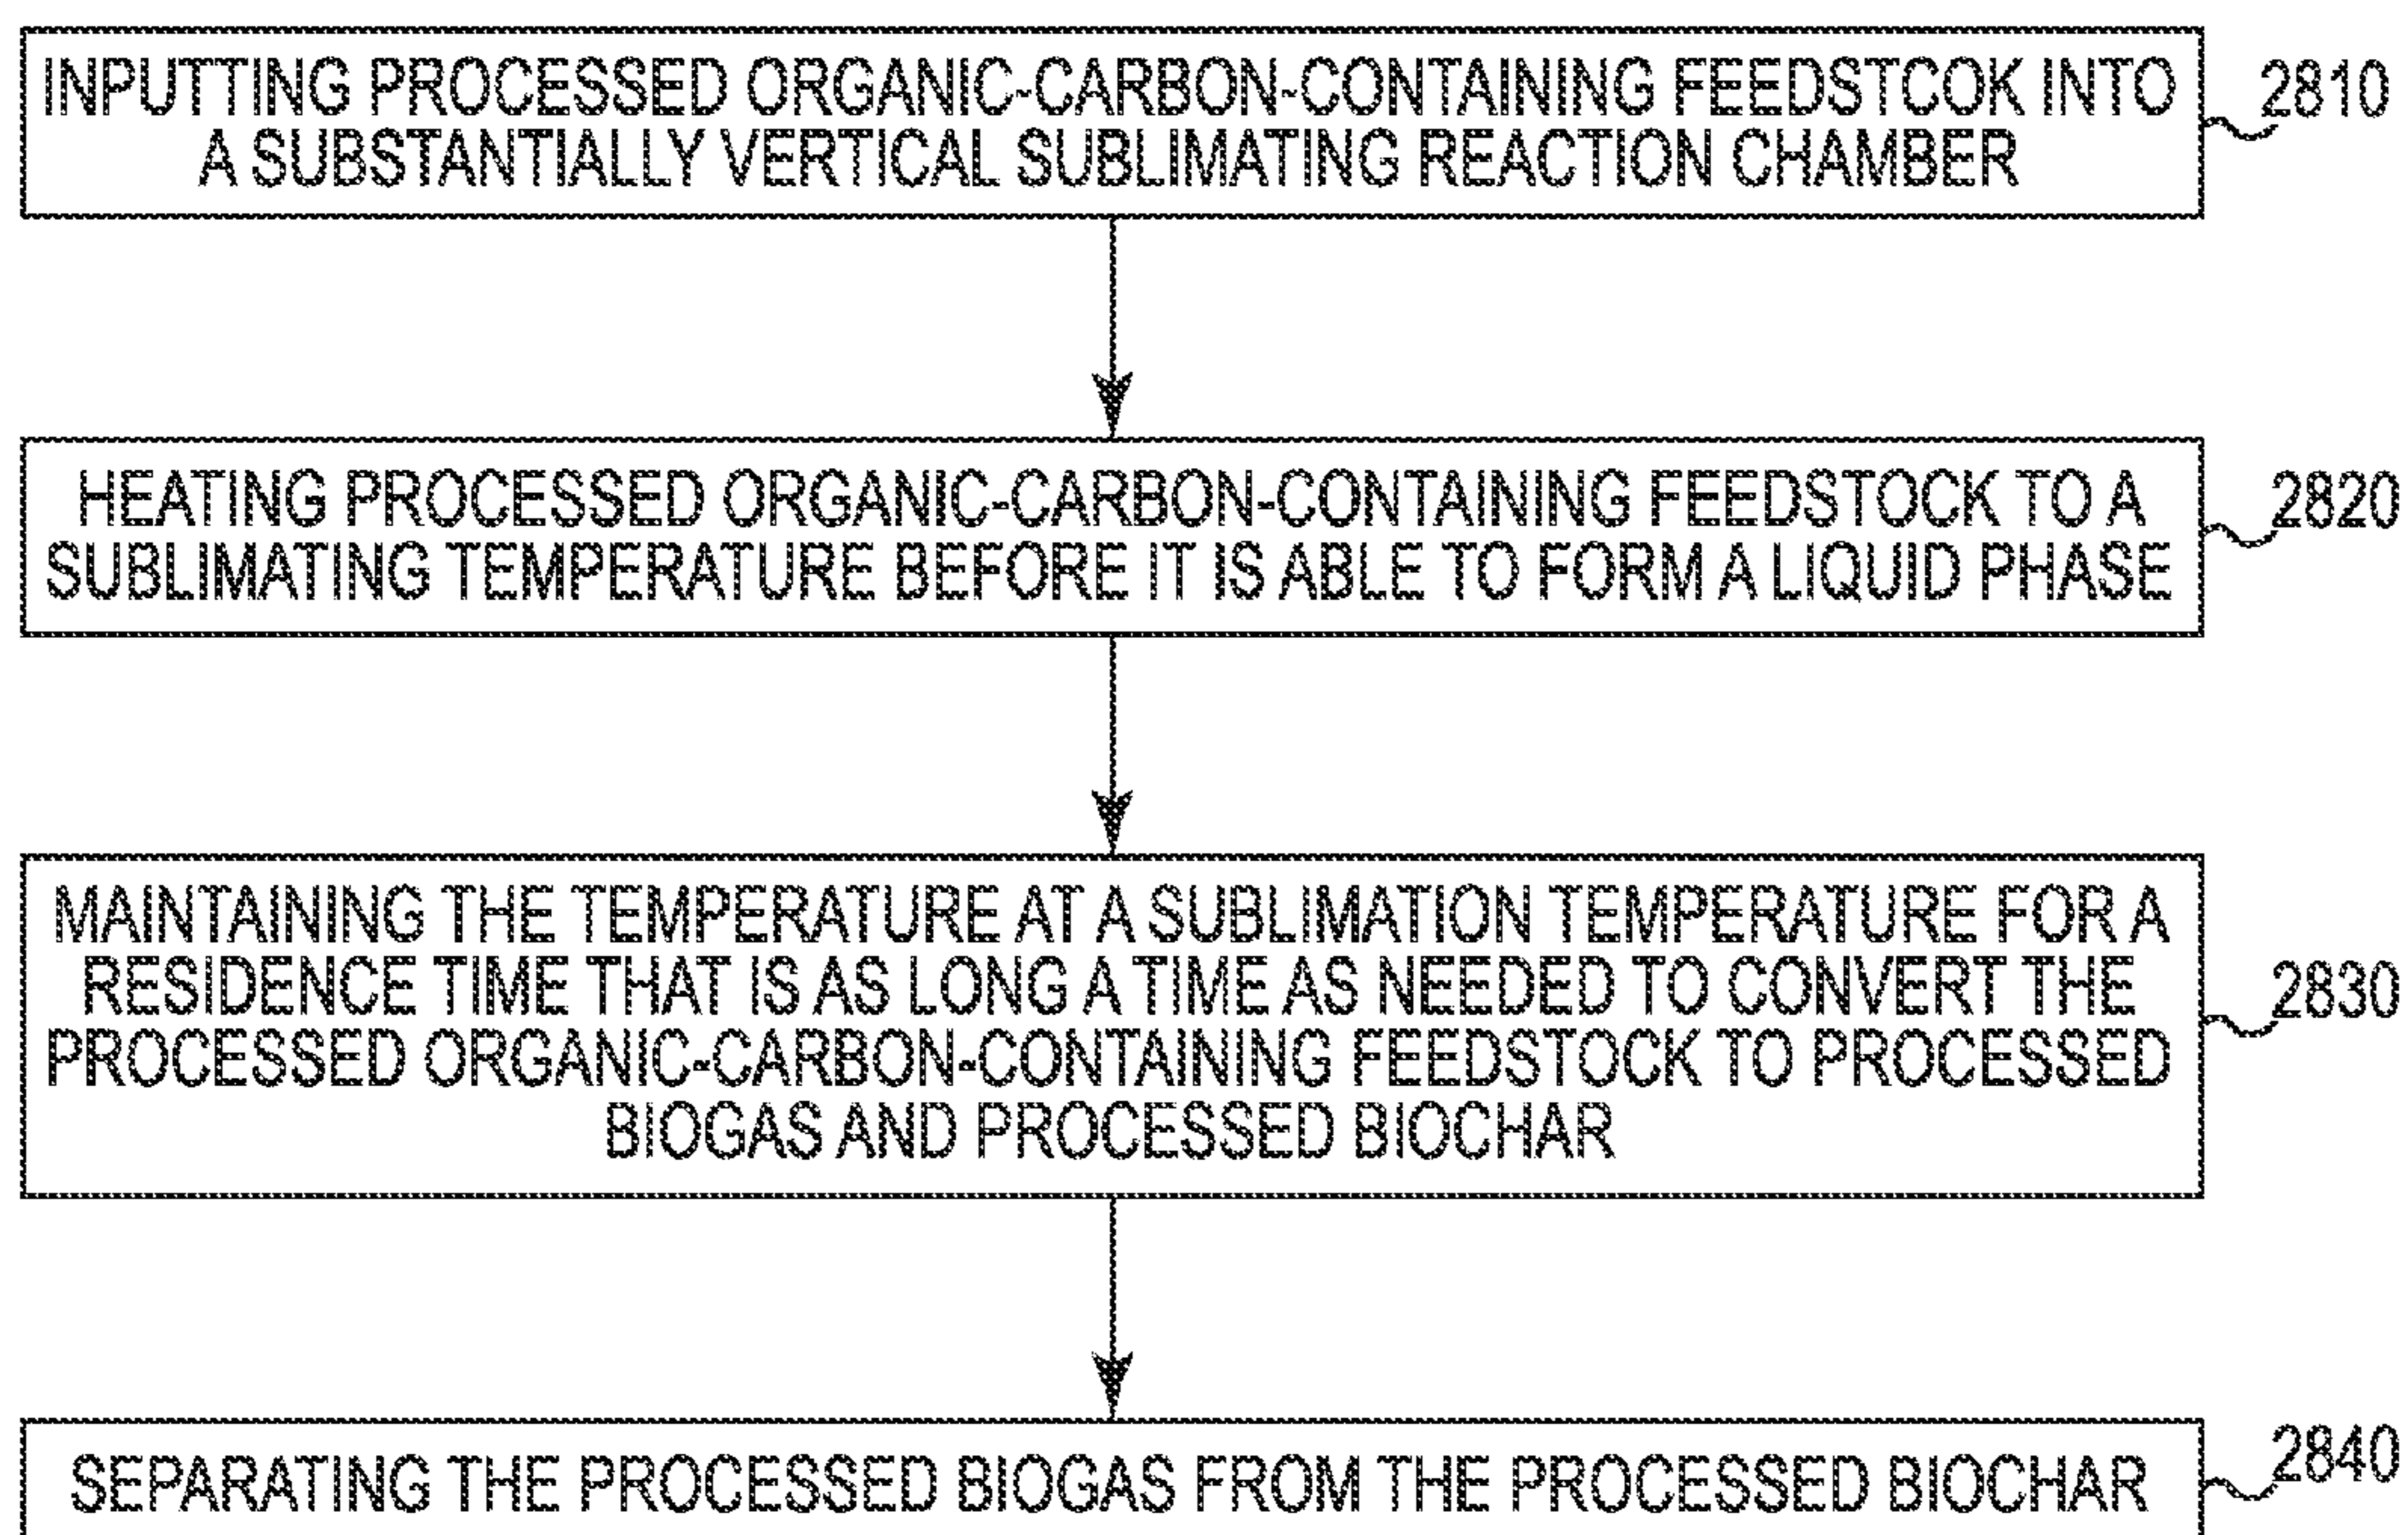 INPUTTING PROCESSED ORGANIC-CARBON-CONTAINING FEEDSTCOK INTO
A SUBSTANTIALLY VERTICAL SUBLIMATING REACTION CHAMBER
2810
HEATING PROCESSED ORGANIC-CARBON-CONTAINING FEEDSTOCK TO A
SUBLIMATING TEMPERATURE BEFORE IT IS ABLE TO FORM A LIQUID PHASE
2820
MAINTAINING THE TEMPERATURE AT A SUBLIMATION TEMPERATURE FOR A
RESIDENCE TIME THAT IS AS LONG A TIME AS NEEDED TO CONVERT THE
PROCESSED ORGANIC-CARBON-CONTAINING FEEDSTOCK TO PROCESSED
BIOGAS AND PROCESSED BIOCHAR
2830
SEPARATING THE PROCESSED BIOGAS FROM THE PROCESSED BIOCHAR
2840